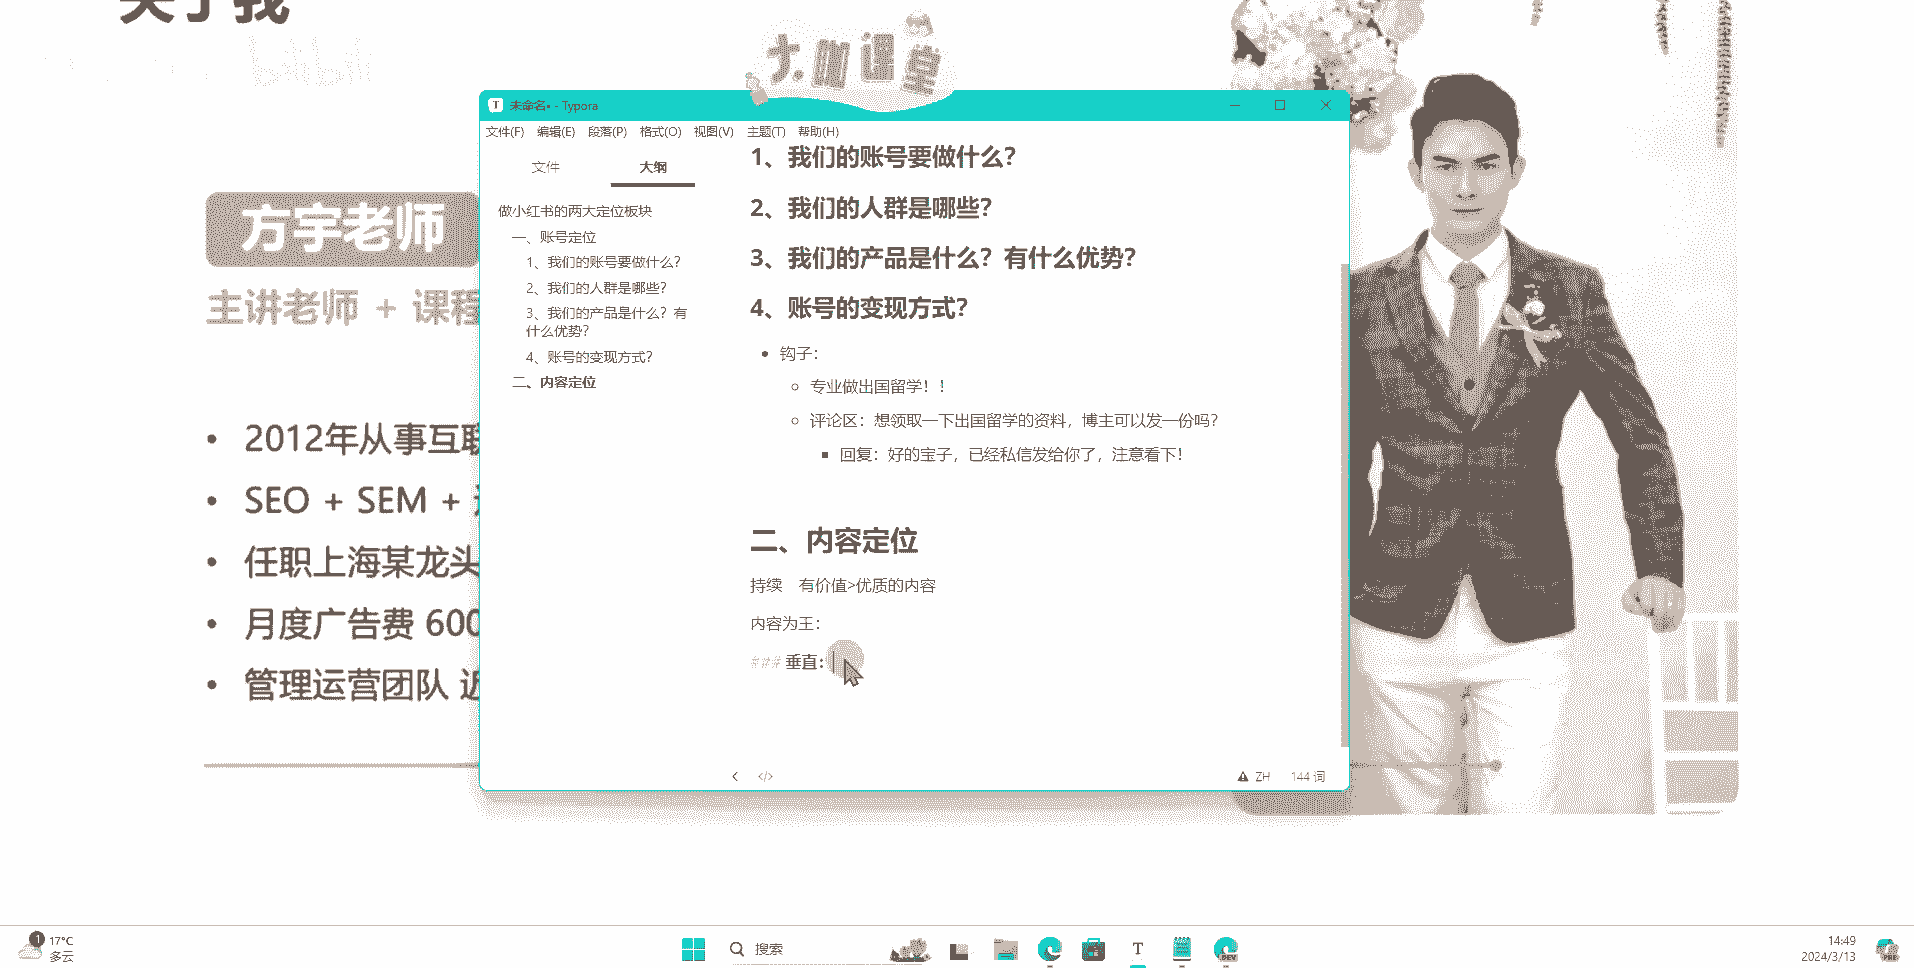 关于我
bilibili
大咖课堂
未命名• - Typora
文件(F) 编辑(E) 段落(P) 格式(O) 视图(V) 主题(T) 帮助(H)
文件 大纲
做小红书的两大定位板块
一、账号定位
1、我们的账号要做什么?
2、我们的人群是哪些?
3、我们的产品是什么? 有
什么优势?
4、账号的变现方式?
二、内容定位
1、我们的账号要做什么?
2、我们的人群是哪些?
3、我们的产品是什么? 有什么优势?
4、账号的变现方式?
• 钩子:
专业做出国留学! !
评论区: 想领取一下出国留学的资料, 博主可以发一份吗?
回复: 好的宝子, 已经私信发给你了, 注意看下!
二、内容定位
持续 有价值>优质的内容
内容为王:
### 垂直:
</> ZH 144 词
方宇老师
主讲老师 + 课程
• 2012年从事互联
• SEO + SEM +
• 任职上海某龙头
• 月度广告费 600
• 管理运营团队 近
1 17°C
多云
搜索
DEV
14:49
2024/3/13
PRE